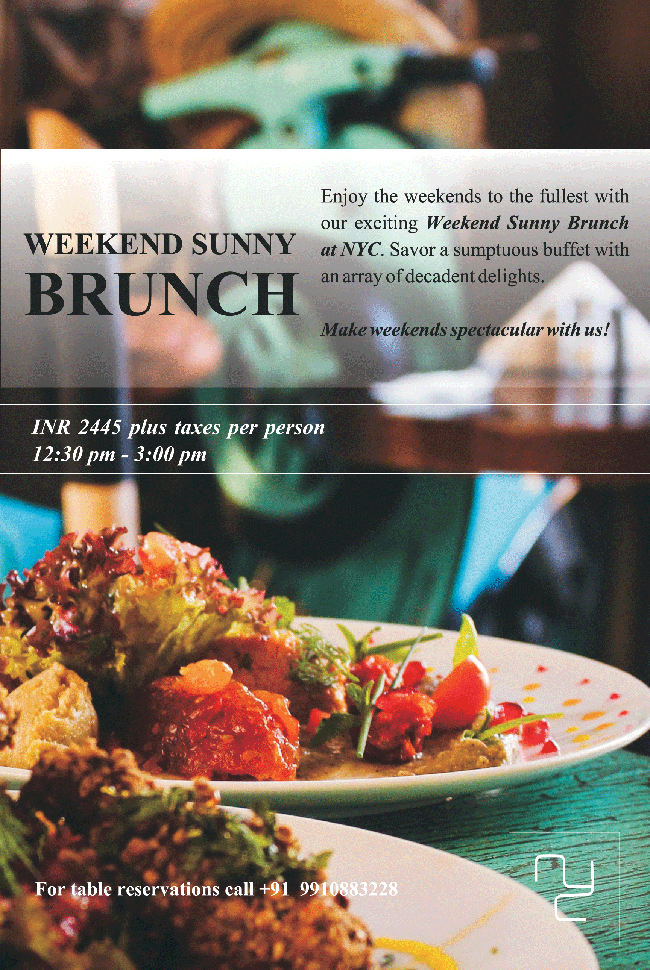 WEEKEND SUNNY
BRUNCH
Enjoy the weekends to the fullest with
our exciting Weekend Sunny Brunch
at NYC. Savor a sumptuous buffet with
an array of decadent delights.
Make weekends spectacular with us!
INR 2445 plus taxes per person
12:30 pm - 3:00 pm
For table reservations call +91 9910883228
nyc